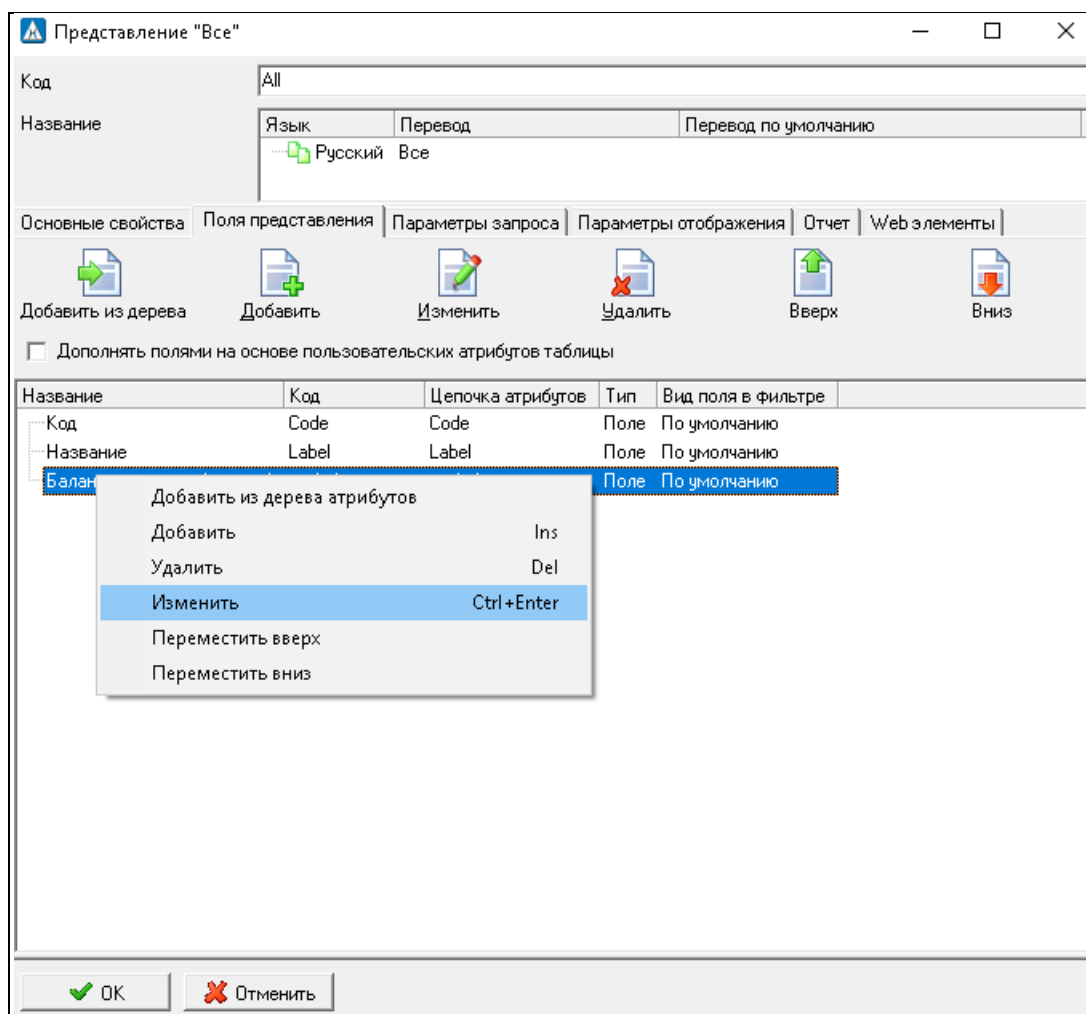 Представление "Все"
Код All
Название Язык Перевод Перевод по умолчанию
Русский Все
Основные свойства Поля представления Параметры запроса Параметры отображения Отчет Web элементы
Добавить из дерева Добавить Изменить Удалить Вверх Вниз
Дополнять полями на основе пользовательских атрибутов таблицы
Название Код Цепочка атрибутов Тип Вид поля в фильтре
Код Code Code Поле По умолчанию
Название Label Label Поле По умолчанию
Поле По умолчанию
Добавить из дерева атрибутов
Добавить Ins
Удалить Del
Изменить Ctrl+Enter
Переместить вверх
Переместить вниз
OK Отменить